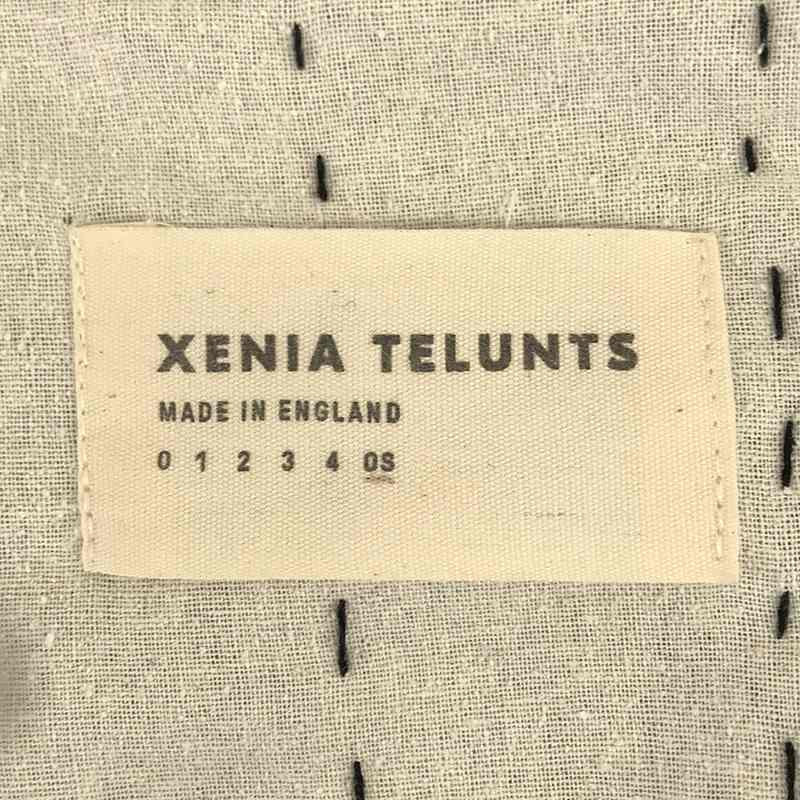 XENIA TELUNTS
MADE IN ENGLAND
0 1 2 3 4 OS